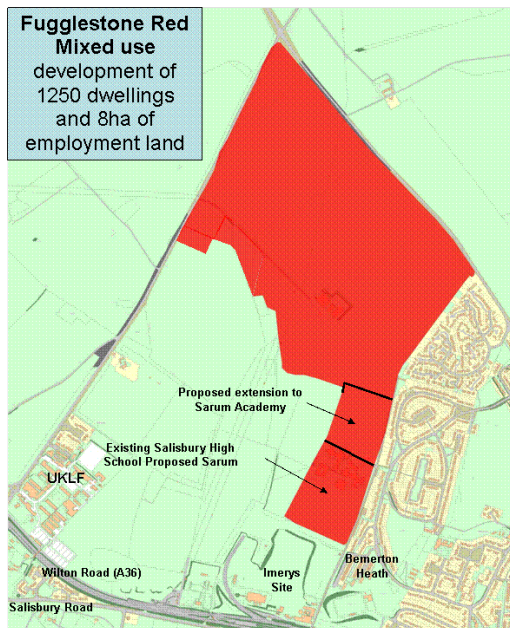 Fugglestone Red
Mixed use
development of
1250 dwellings
and 8ha of
employment land
Proposed extension to
Sarum Academy
Existing Salisbury High
School Proposed Sarum
UKLF
Wilton Road (A36)
Imerys
Site
Bemerton
Heath
Salisbury Road